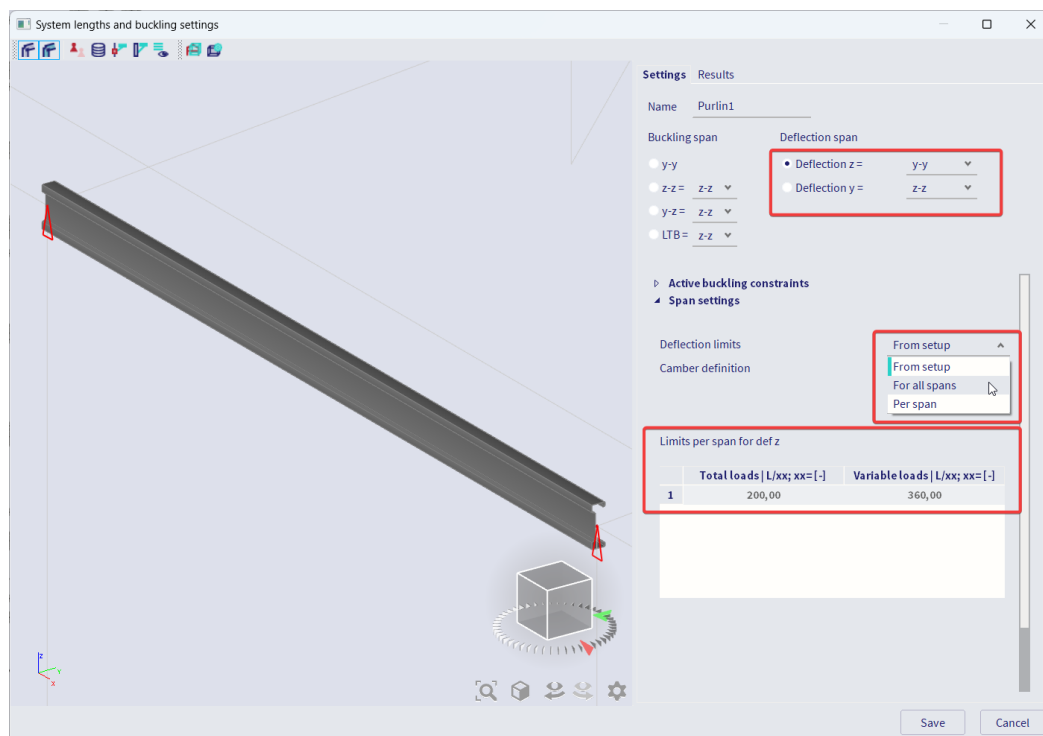 System lengths and buckling settings
Settings Results
Name Purlin1
Buckling span Deflection span
y-y Deflection z = y-y
z-z = z-z Deflection y = z-z
y-z = z-z
LTB = z-z
Active buckling constraints
Span settings
Deflection limits From setup
From setup
Camber definition
For all spans
Per span
Limits per span for def z
Total loads | L/xx; xx=[-] Variable loads | L/xx; xx=[-]
1 200,00 360,00
z
y
x
Save Cancel